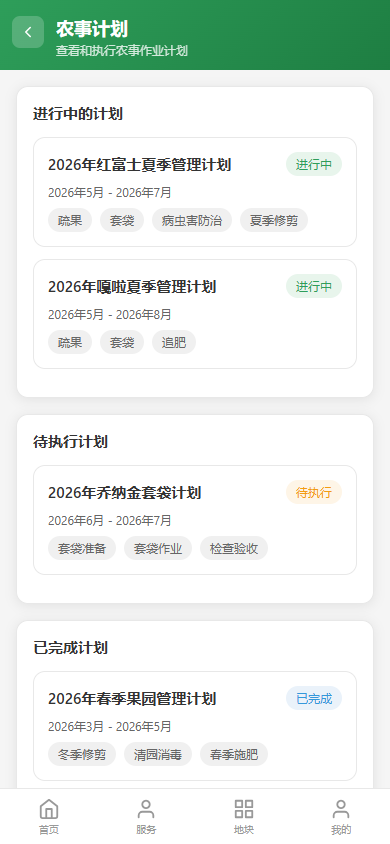 农事计划
查看和执行农事作业计划
进行中的计划
2026年红富士夏季管理计划 进行中
2026年5月 - 2026年7月
疏果 套袋 病虫害防治 夏季修剪
2026年嘎啦夏季管理计划 进行中
2026年5月 - 2026年8月
疏果 套袋 追肥
待执行计划
2026年乔纳金套袋计划 待执行
2026年6月 - 2026年7月
套袋准备 套袋作业 检查验收
已完成计划
2026年春季果园管理计划 已完成
2026年3月 - 2026年5月
冬季修剪 清园消毒 春季施肥
首页 服务 地块 我的